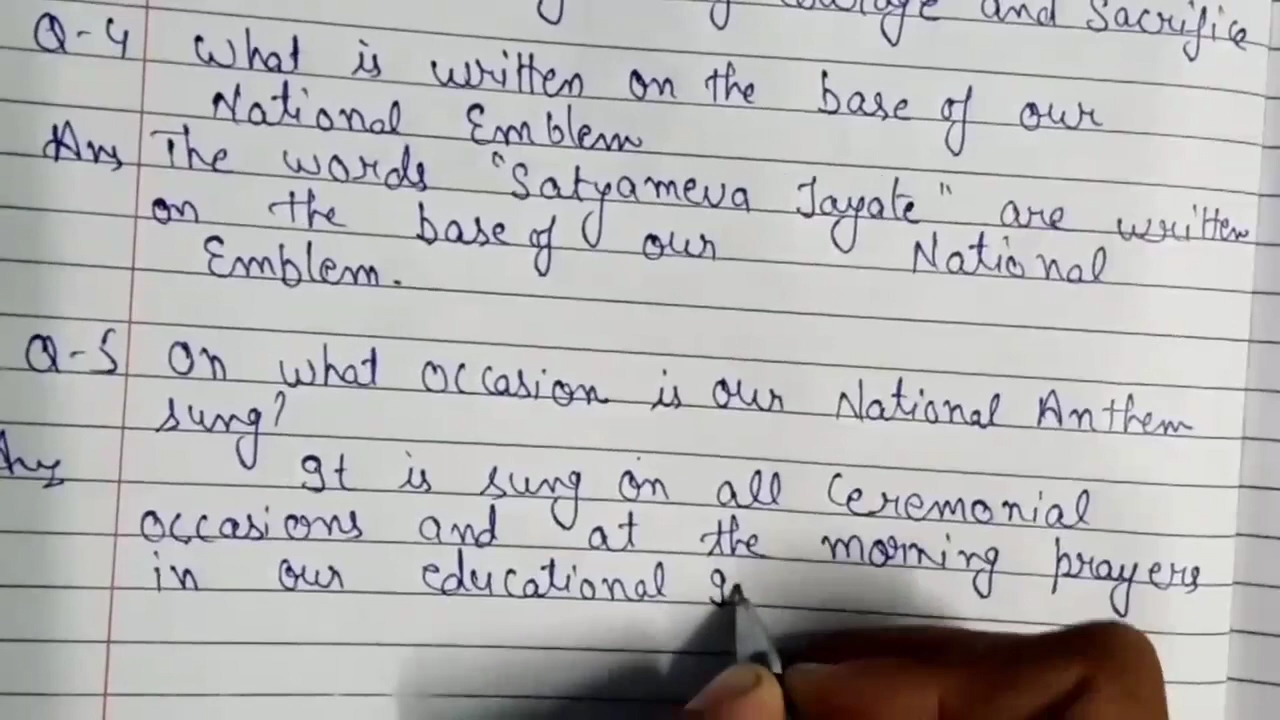 and Sacrifice
Q-4 What is written on the base of our
National Emblem
Ans The words "Satyameva Jayate" are written
on the base of our National
Emblem.
Q-5 On what occasion is our National Anthem
sung?
Ans It is sung on all ceremonial
occasions and at the morning prayers
in our educational